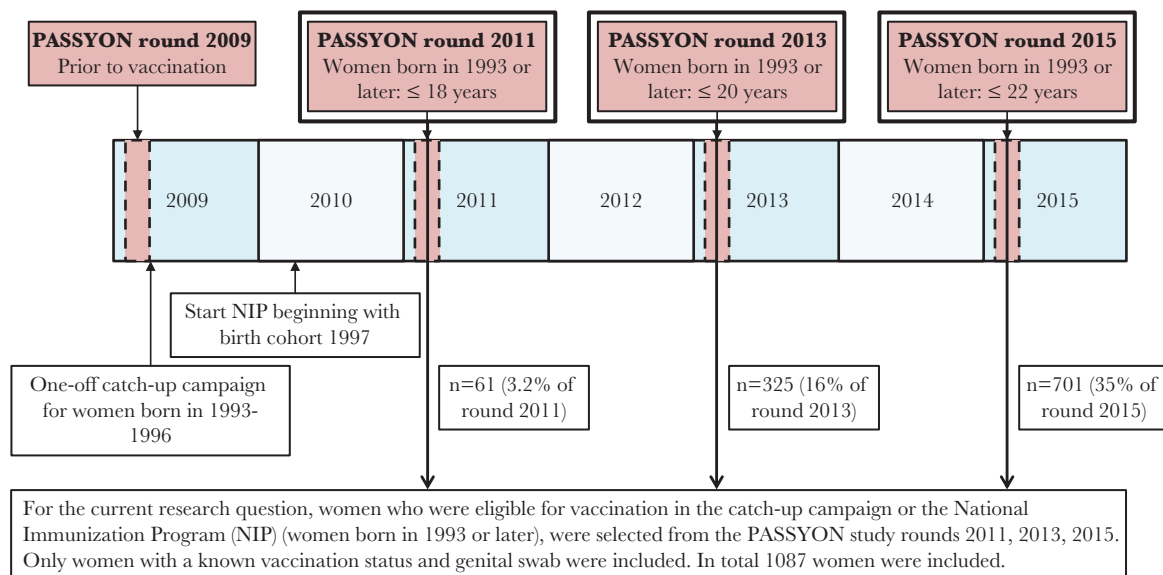 PASSYON round 2009
Prior to vaccination
PASSYON round 2011
Women born in 1993 or
later: ≤ 18 years
PASSYON round 2013
Women born in 1993 or
later: ≤ 20 years
PASSYON round 2015
Women born in 1993 or
later: ≤ 22 years
2009
2010
2011
2012
2013
2014
2015
Start NIP beginning with
birth cohort 1997
One-off catch-up campaign
for women born in 1993-
1996
n=61 (3.2% of
round 2011)
n=325 (16% of
round 2013)
n=701 (35% of
round 2015)
For the current research question, women who were eligible for vaccination in the catch-up campaign or the National
Immunization Program (NIP) (women born in 1993 or later), were selected from the PASSYON study rounds 2011, 2013, 2015.
Only women with a known vaccination status and genital swab were included. In total 1087 women were included.